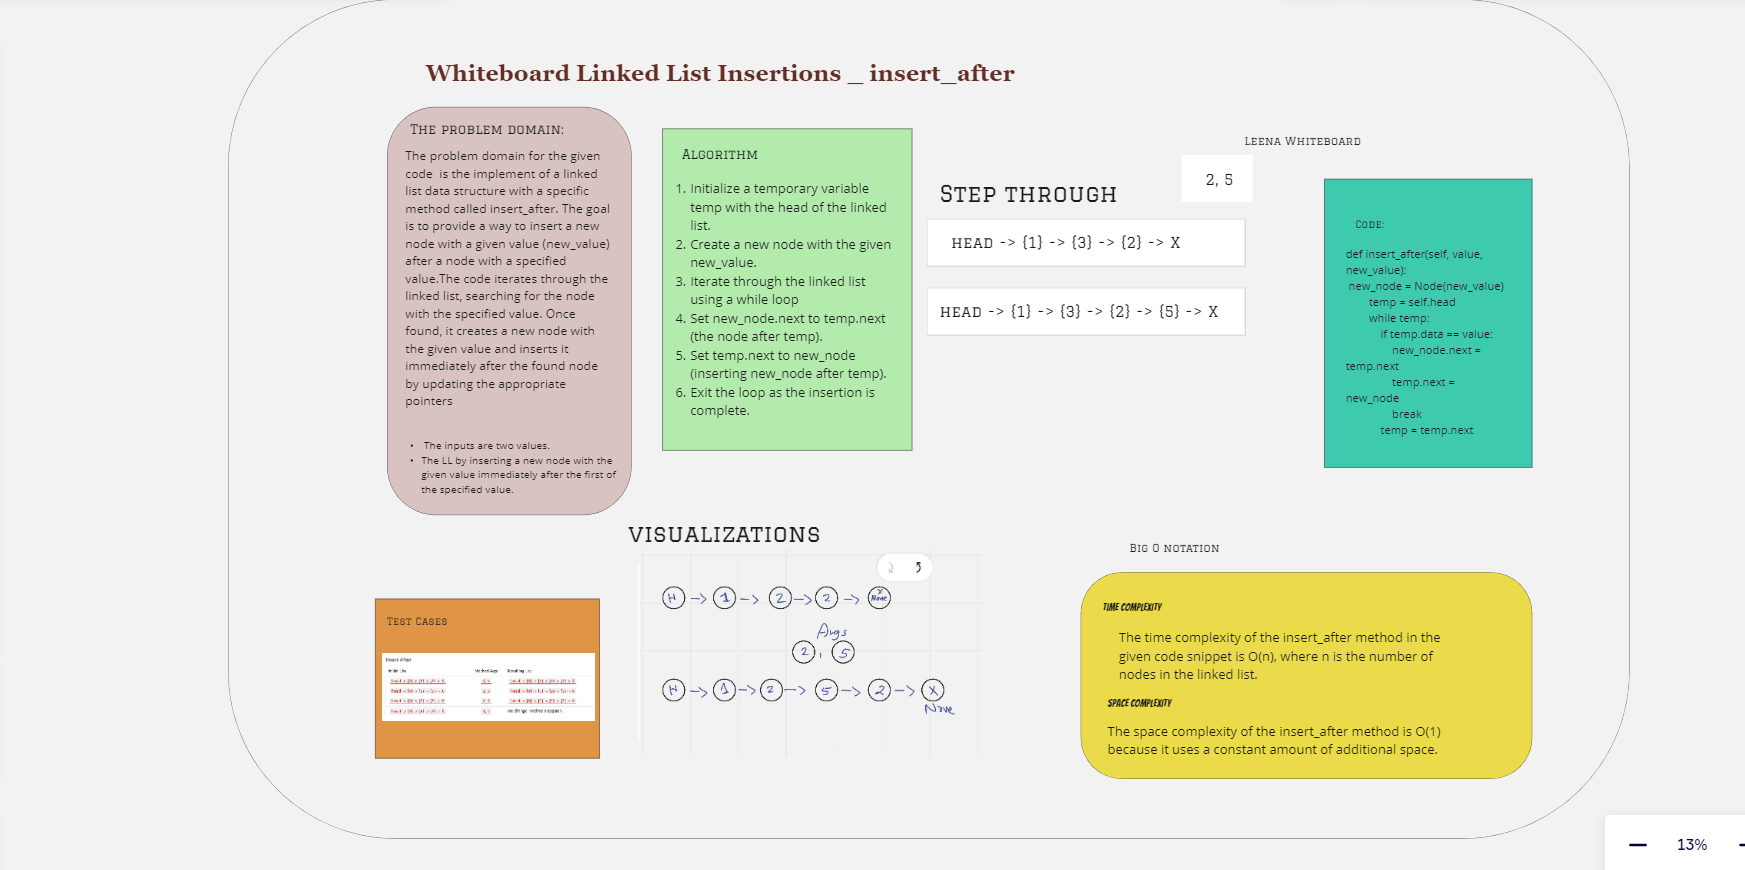 Whiteboard Linked List Insertions _ insert_after
THE PROBLEM DOMAIN:
The problem domain for the given
code is the implement of a linked
list data structure with a specific
method called insert_after. The goal
is to provide a way to insert a new
node with a given value (new_value)
after a node with a specified
value.The code iterates through the
linked list, searching for the node
with the specified value. Once
found, it creates a new node with
the given value and inserts it
immediately after the found node
by updating the appropriate
pointers
• The inputs are two values.
• The LL by inserting a new node with the
given value immediately after the first of
the specified value.
ALGORITHM
1. Initialize a temporary variable
temp with the head of the linked
list.
2. Create a new node with the given
new_value.
3. Iterate through the linked list
using a while loop
4. Set new_node.next to temp.next
(the node after temp).
5. Set temp.next to new_node
(inserting new_node after temp).
6. Exit the loop as the insertion is
complete.
STEP THROUGH
2, 5
HEAD -> {1} -> {3} -> {2} -> X
HEAD -> {1} -> {3} -> {2} -> {5} -> X
LEENA WHITEBOARD
CODE:
def insert_after(self, value,
new_value):
new_node = Node(new_value)
temp = self.head
while temp:
if temp.data == value:
new_node.next =
temp.next
temp.next =
new_node
break
temp = temp.next
TEST CASES
Insert After
Method Args
Resulting List
VISUALIZATIONS
H -> 1 -> 2 -> 2 -> X None
Args
2, 5
H -> 1 -> 2 -> 5 -> 2 -> X
None
BIG O NOTATION
TIME COMPLEXITY
The time complexity of the insert_after method in the
given code snippet is O(n), where n is the number of
nodes in the linked list.
SPACE COMPLEXITY
The space complexity of the insert_after method is O(1)
because it uses a constant amount of additional space.
13%